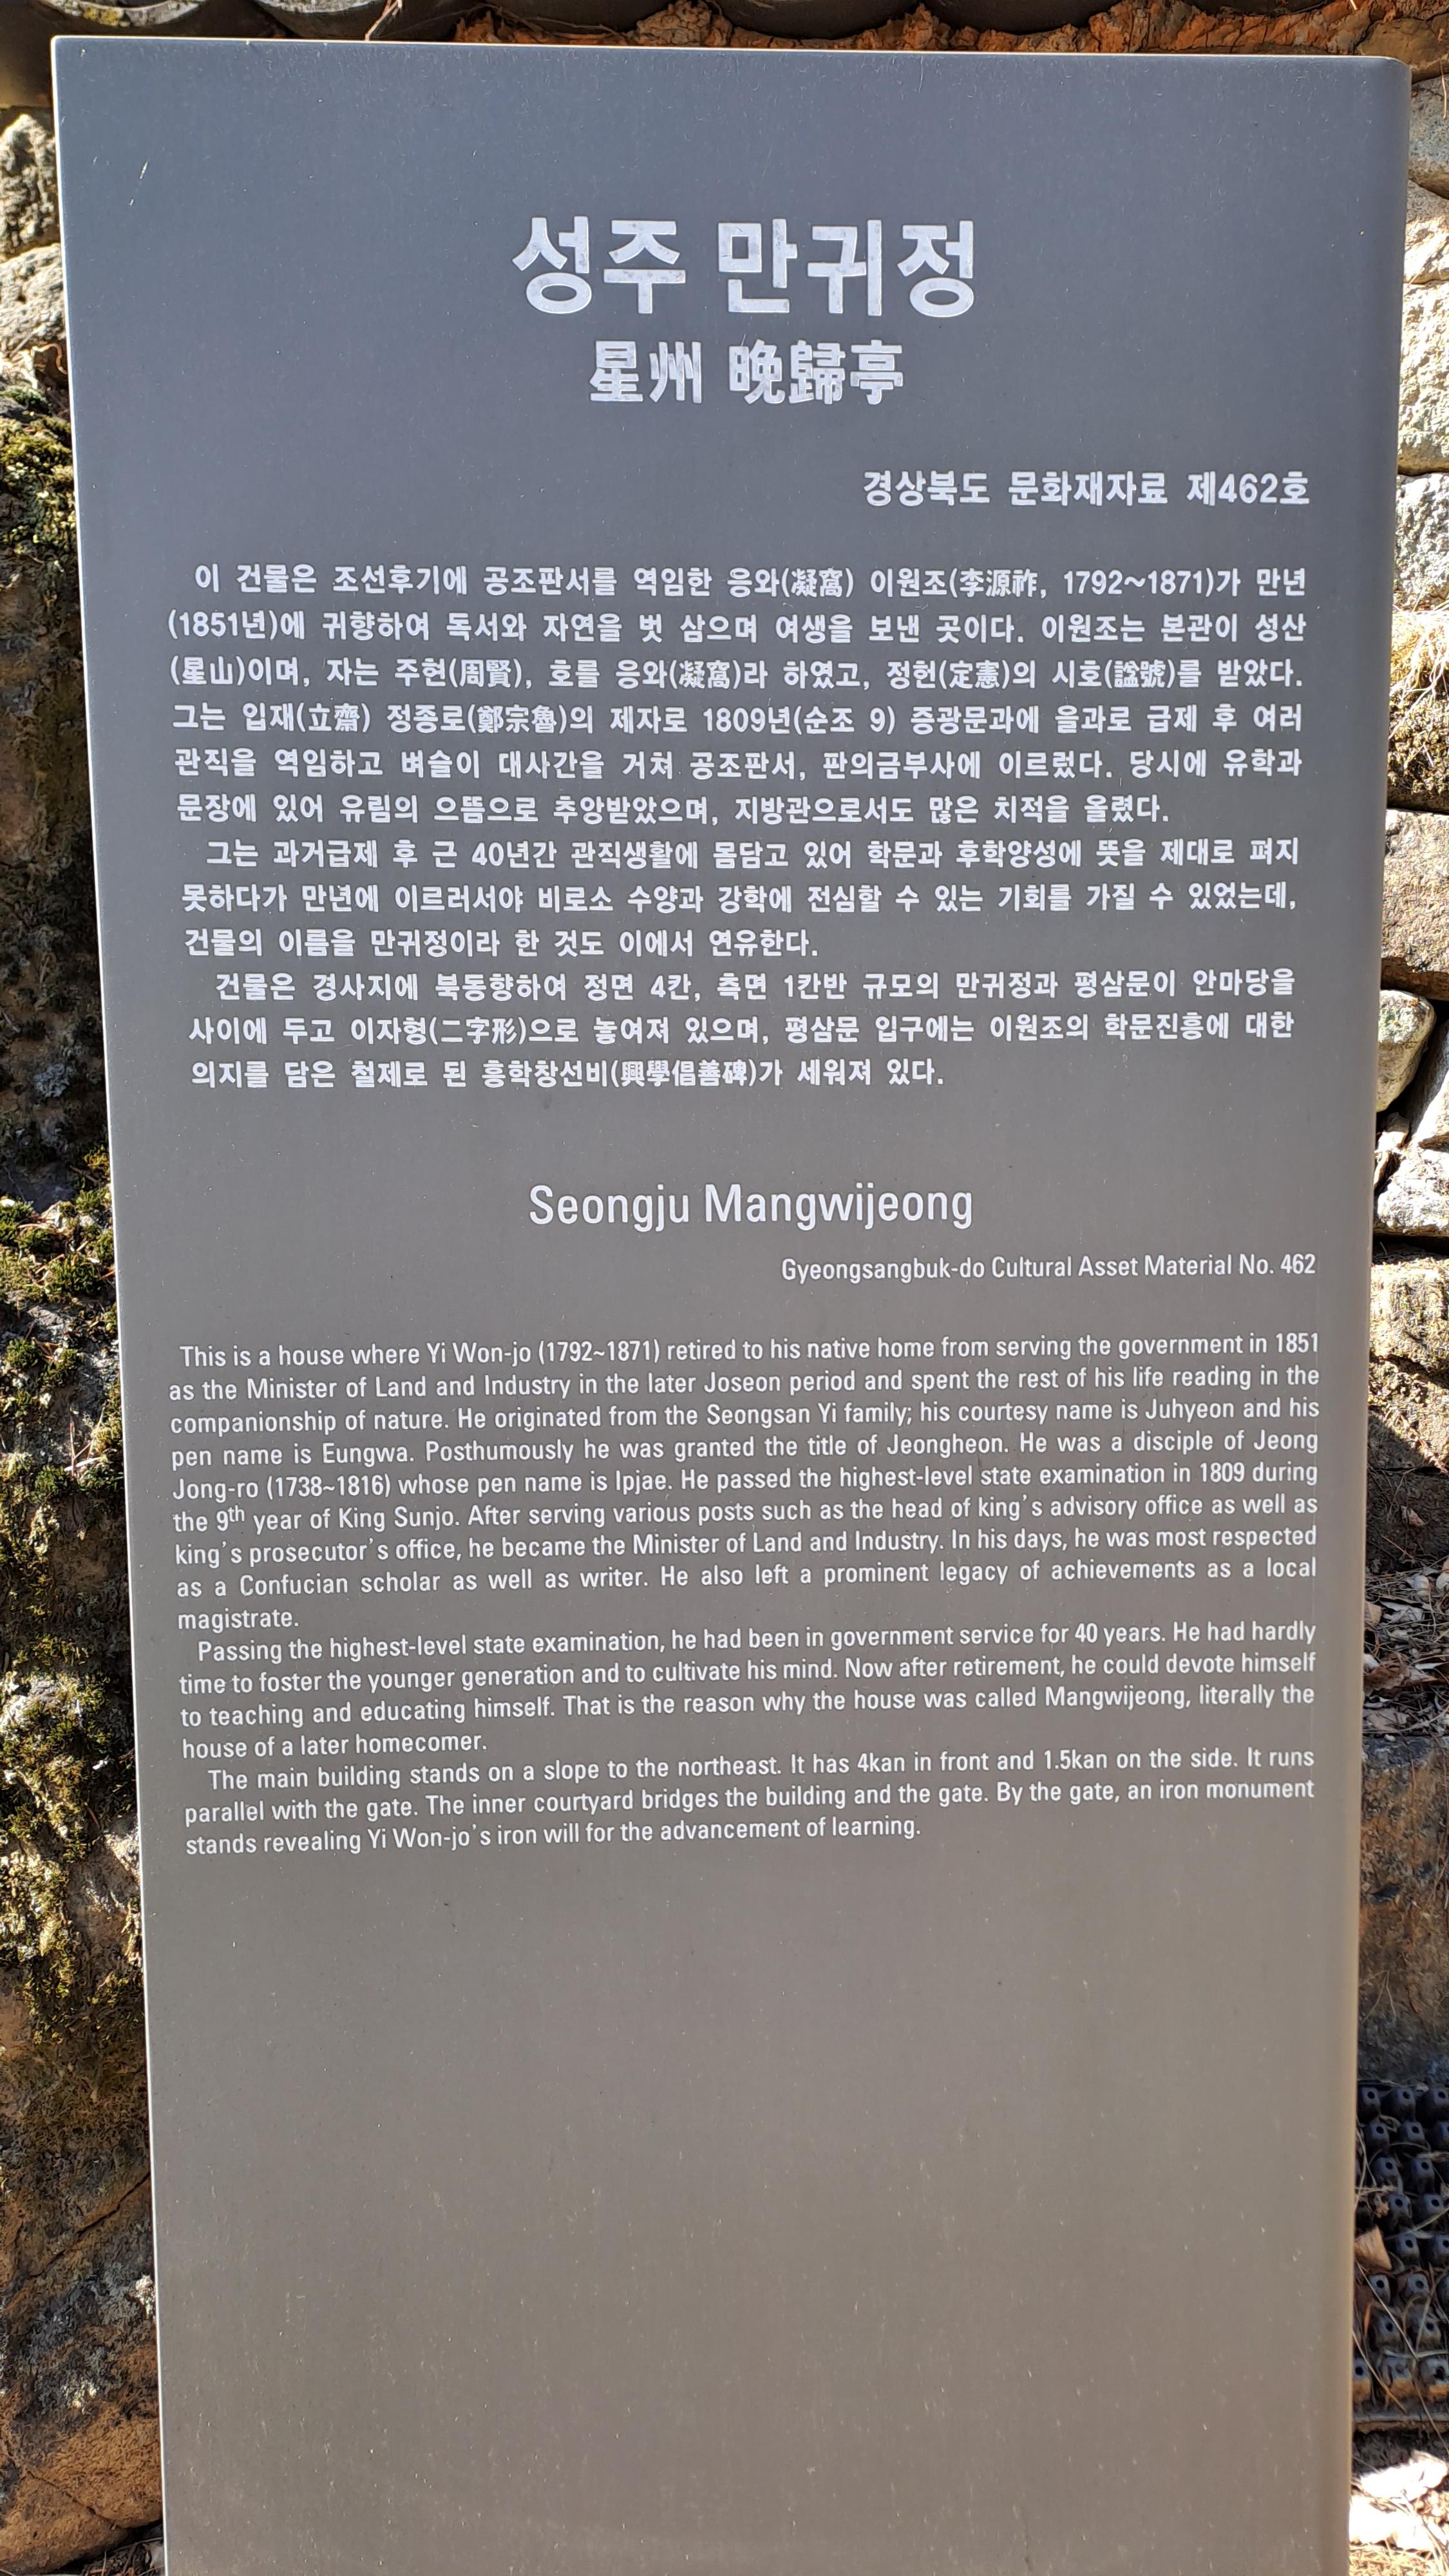 성주 만귀정
星州 晩歸亭
경상북도 문화재자료 제462호
이 건물은 조선후기에 공조판서를 역임한 응와(凝窩) 이원조(李源祚, 1792~1871)가 만년
(1851년)에 귀향하여 독서와 자연을 벗 삼으며 여생을 보낸 곳이다. 이원조는 본관이 성산
(星山)이며, 자는 주현(周賢), 호를 응와(凝窩)라 하였고, 정헌(定憲)의 시호(諡號)를 받았다.
그는 입재(立齋) 정종로(鄭宗魯)의 제자로 1809년(순조 9) 증광문과에 을과로 급제 후 여러
관직을 역임하고 벼슬이 대사간을 거쳐 공조판서, 판의금부사에 이르렀다. 당시에 유학과
문장에 있어 유림의 으뜸으로 추앙받았으며, 지방관으로서도 많은 치적을 올렸다.
그는 과거급제 후 근 40년간 관직생활에 몸담고 있어 학문과 후학양성에 뜻을 제대로 펴지
못하다가 만년에 이르러서야 비로소 수양과 강학에 전심할 수 있는 기회를 가질 수 있었는데,
건물의 이름을 만귀정이라 한 것도 이에서 연유한다.
건물은 경사지에 북동향하여 정면 4칸, 측면 1칸반 규모의 만귀정과 평삼문이 안마당을
사이에 두고 이자형(二字形)으로 놓여져 있으며, 평삼문 입구에는 이원조의 학문진흥에 대한
의지를 담은 철제로 된 흥학창선비(興學倡善碑)가 세워져 있다.
Seongju Mangwijeong
Gyeongsangbuk-do Cultural Asset Material No. 462
This is a house where Yi Won-jo (1792~1871) retired to his native home from serving the government in 1851
as the Minister of Land and Industry in the later Joseon period and spent the rest of his life reading in the
companionship of nature. He originated from the Seongsan Yi family; his courtesy name is Juhyeon and his
pen name is Eungwa. Posthumously he was granted the title of Jeongheon. He was a disciple of Jeong
Jong-ro (1738~1816) whose pen name is Ipjae. He passed the highest-level state examination in 1809 during
the 9th year of King Sunjo. After serving various posts such as the head of king's advisory office as well as
king's prosecutor's office, he became the Minister of Land and Industry. In his days, he was most respected
as a Confucian scholar as well as writer. He also left a prominent legacy of achievements as a local
magistrate.
Passing the highest-level state examination, he had been in government service for 40 years. He had hardly
time to foster the younger generation and to cultivate his mind. Now after retirement, he could devote himself
to teaching and educating himself. That is the reason why the house was called Mangwijeong, literally the
house of a later homecomer.
The main building stands on a slope to the northeast. It has 4kan in front and 1.5kan on the side. It runs
parallel with the gate. The inner courtyard bridges the building and the gate. By the gate, an iron monument
stands revealing Yi Won-jo's iron will for the advancement of learning.